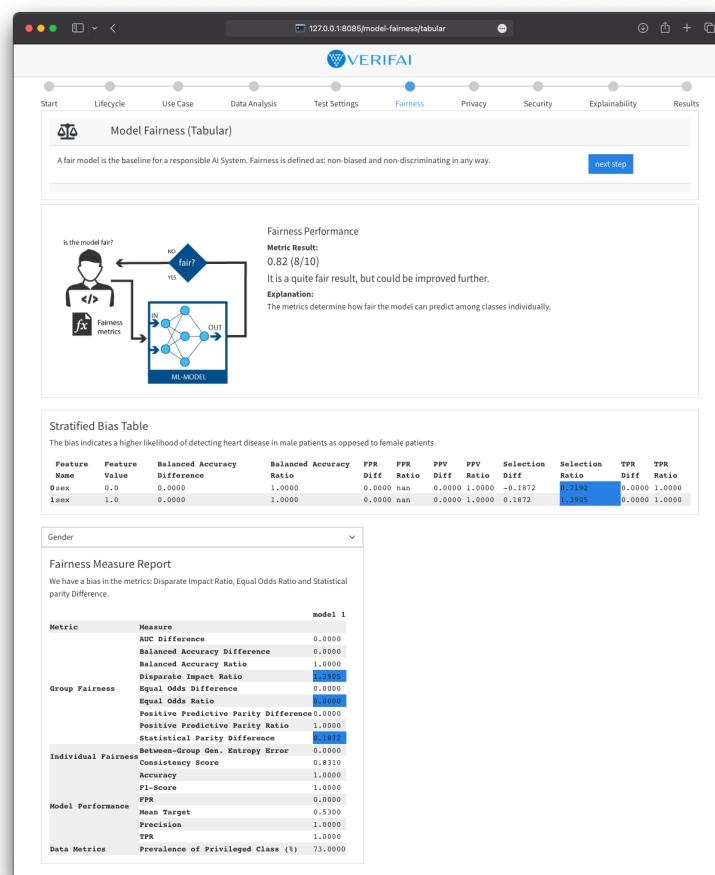 127.0.0.1:8085/model-fairness/tabular
VERIFAI
Start Lifecycle Use Case Data Analysis Test Settings Fairness Privacy Security Explainability Results
Model Fairness (Tabular)
A fair model is the baseline for a responsible AI System. Fairness is defined as: non-biased and non-discriminating in any way.
next step
Is the model fair?
NO
fair?
YES
</>
fx
Fairness
metrics
IN
OUT
ML-MODEL
Fairness Performance
Metric Result:
0.82 (8/10)
It is a quite fair result, but could be improved further.
Explanation:
The metrics determine how fair the model can predict among classes individually.
Stratified Bias Table
The bias indicates a higher likelihood of detecting heart disease in male patients as opposed to female patients
Feature Feature Balanced Accuracy Balanced Accuracy FPR FPR PPV PPV Selection Selection TPR TPR
Name Value Difference Ratio Diff Ratio Diff Ratio Diff Ratio Diff Ratio
0 sex 0.0 0.0000 1.0000 0.0000 nan 0.0000 1.0000 -0.1872 0.7192 0.0000 1.0000
1 sex 1.0 0.0000 1.0000 0.0000 nan 0.0000 1.0000 0.1872 1.3905 0.0000 1.0000
Gender
Fairness Measure Report
We have a bias in the metrics: Disparate Impact Ratio, Equal Odds Ratio and Statistical
parity Difference.
model 1
Metric Measure
AUC Difference 0.0000
Balanced Accuracy Difference 0.0000
Balanced Accuracy Ratio 1.0000
Disparate Impact Ratio 1.3905
Group Fairness Equal Odds Difference 0.0000
Equal Odds Ratio 0.0000
Positive Predictive Parity Difference 0.0000
Positive Predictive Parity Ratio 1.0000
Statistical Parity Difference 0.1872
Individual Fairness Between-Group Gen. Entropy Error 0.0000
Consistency Score 0.8310
Accuracy 1.0000
F1-Score 1.0000
Model Performance FPR 0.0000
Mean Target 0.5300
Precision 1.0000
TPR 1.0000
Data Metrics Prevalence of Privileged Class (%) 73.0000